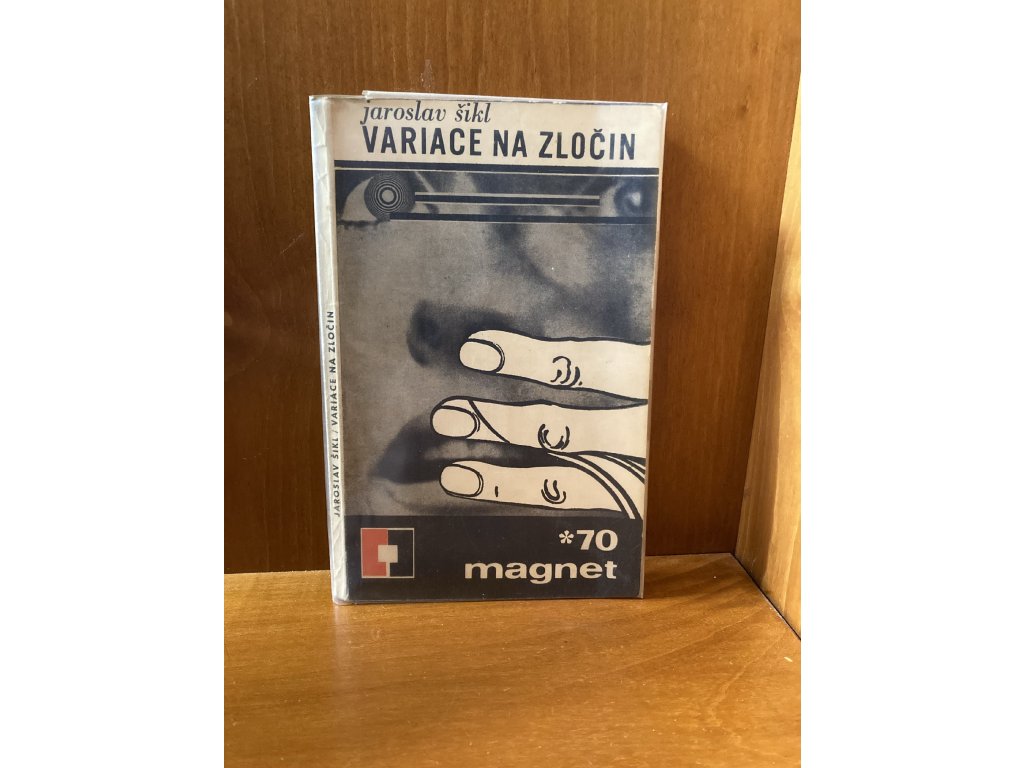 jaroslav šikl
VARIACE NA ZLOČIN
JAROSLAV ŠIKL / VARIACE NA ZLOČIN
*70
magnet